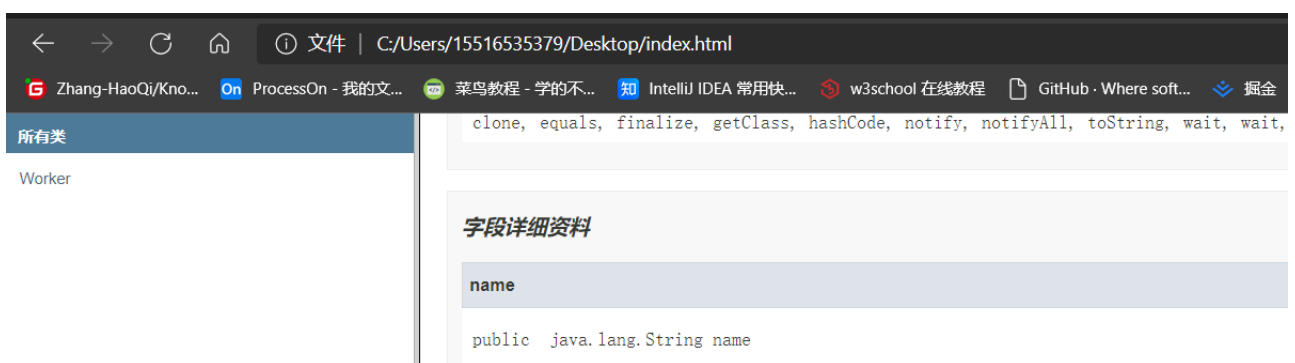 文件 | C:/Users/15516535379/Desktop/index.html
G Zhang-HaoQi/Kno... On ProcessOn - 我的文... 菜鸟教程 - 学的不... 知 IntelliJ IDEA 常用快... w3school 在线教程 GitHub · Where soft... 掘金
所有类
Worker
clone, equals, finalize, getClass, hashCode, notify, notifyAll, toString, wait, wait,
字段详细资料
name
public java.lang.String name